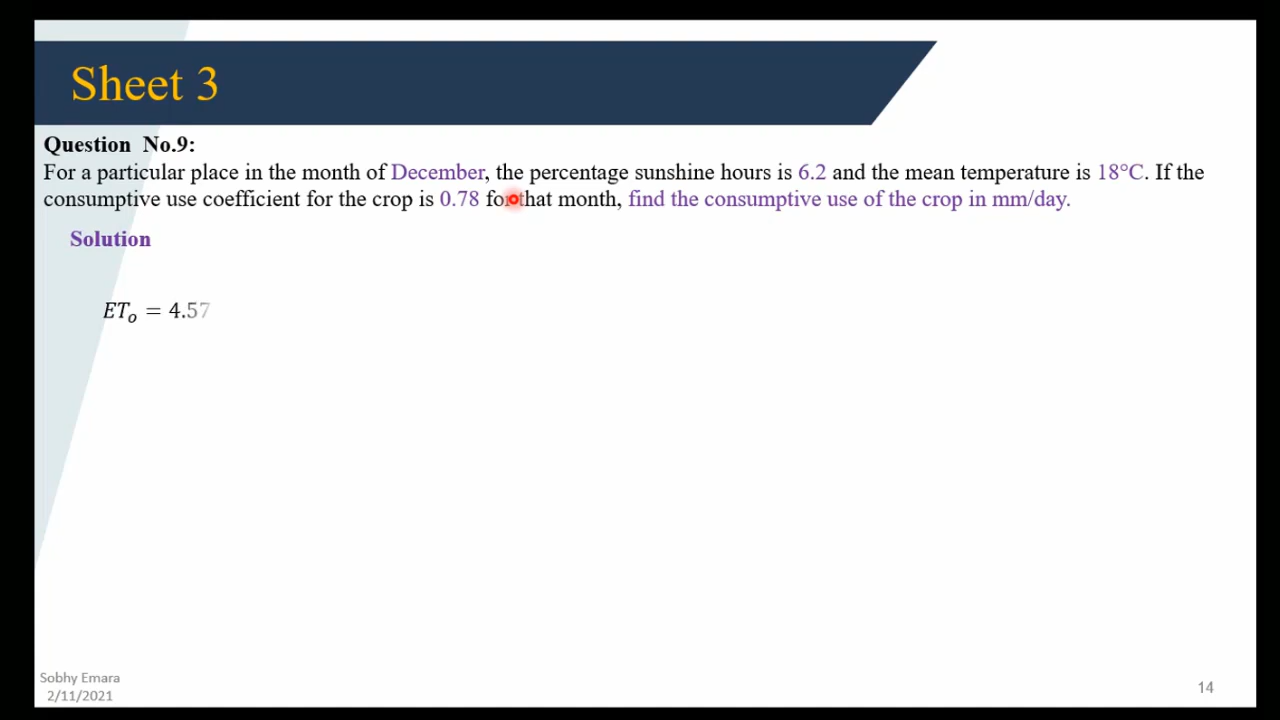 Sheet 3
Question No.9:
For a particular place in the month of December, the percentage sunshine hours is 6.2 and the mean temperature is 18°C. If the
consumptive use coefficient for the crop is 0.78 for that month, find the consumptive use of the crop in mm/day.
Solution
ETₒ = 4.57
Sobhy Emara
2/11/2021
14